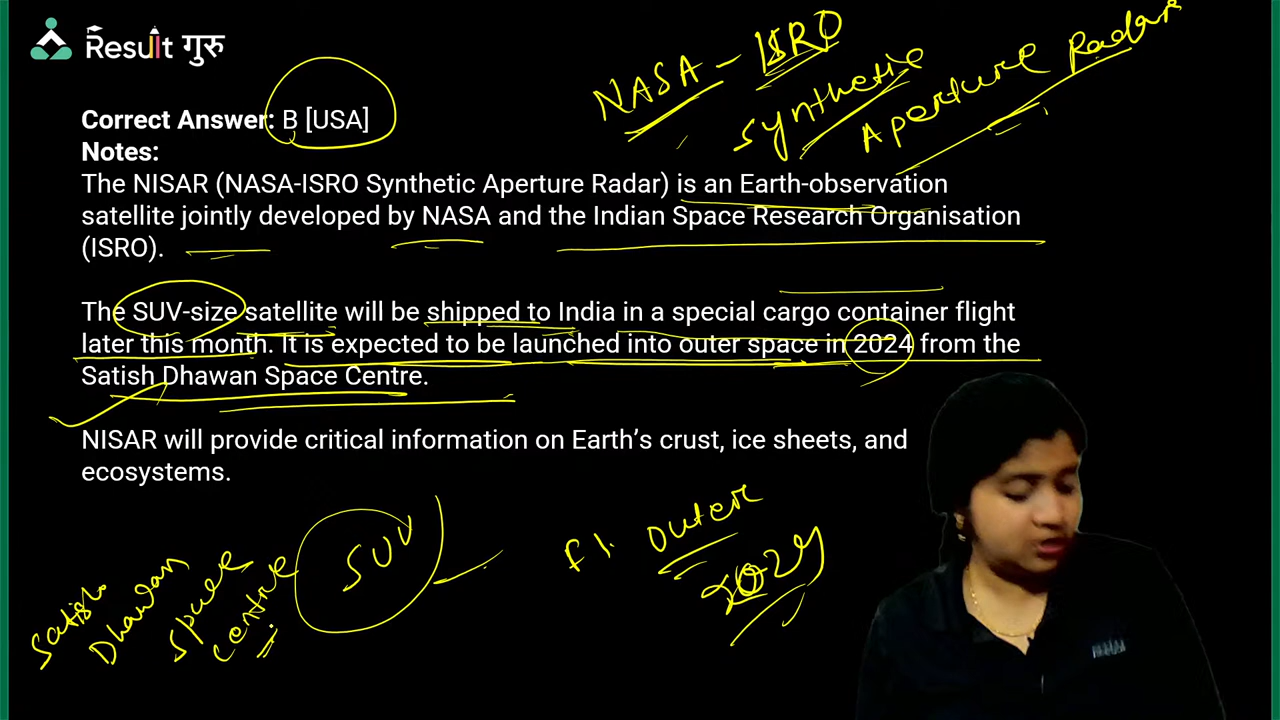 Result गुरु
NASA - ISRO
Synthetic
Aperture Radar
Correct Answer: B [USA]
Notes:
The NISAR (NASA-ISRO Synthetic Aperture Radar) is an Earth-observation
satellite jointly developed by NASA and the Indian Space Research Organisation
(ISRO).
The SUV-size satellite will be shipped to India in a special cargo container flight
later this month. It is expected to be launched into outer space in 2024 from the
Satish Dhawan Space Centre.
NISAR will provide critical information on Earth's crust, ice sheets, and
ecosystems.
Satish
Dhawan
Space
Centre
SUV
outer
2024